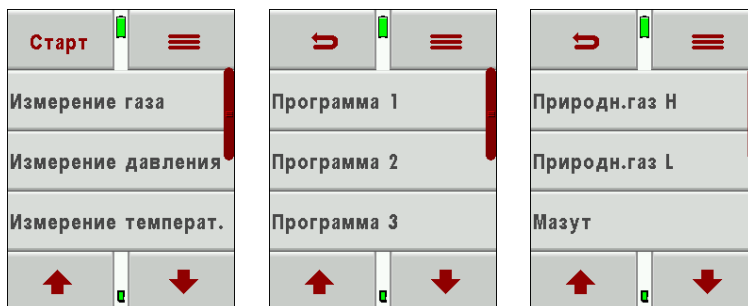 Старт
Измерение газа
Измерение давления
Измерение температ.
Программа 1
Программа 2
Программа 3
Природн.газ H
Природн.газ L
Мазут